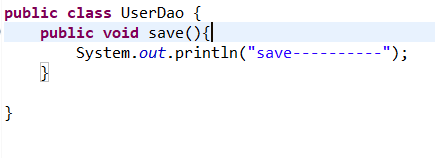 public class UserDao {
    public void save(){
        System.out.println("save----------");
    }
}